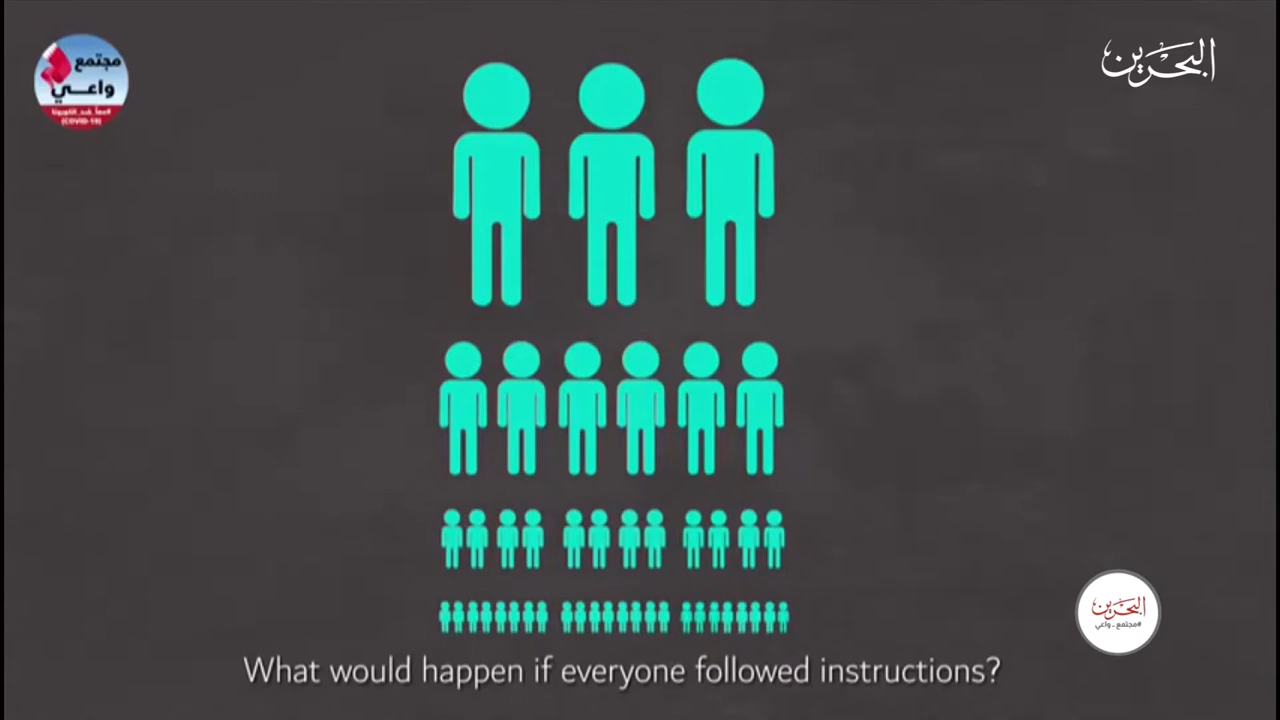 مجتمع
واعي
(COVID-19)
البحرين
البحرين
#مجتمع_واعي
What would happen if everyone followed instructions?